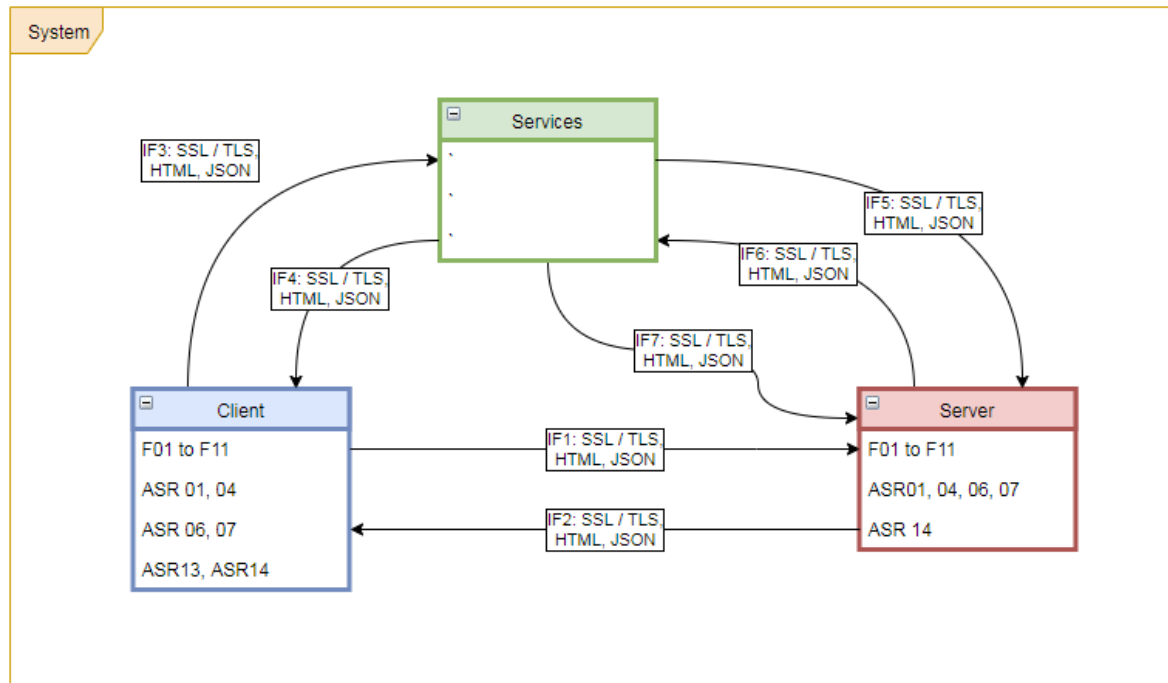 System
Services
`
`
`
IF3: SSL / TLS,
HTML, JSON
IF5: SSL / TLS,
HTML, JSON
IF6: SSL / TLS,
HTML, JSON
IF4: SSL / TLS,
HTML, JSON
IF7: SSL / TLS,
HTML, JSON
Client
F01 to F11
ASR 01, 04
ASR 06, 07
ASR13, ASR14
IF1: SSL / TLS,
HTML, JSON
IF2: SSL / TLS,
HTML, JSON
Server
F01 to F11
ASR01, 04, 06, 07
ASR 14